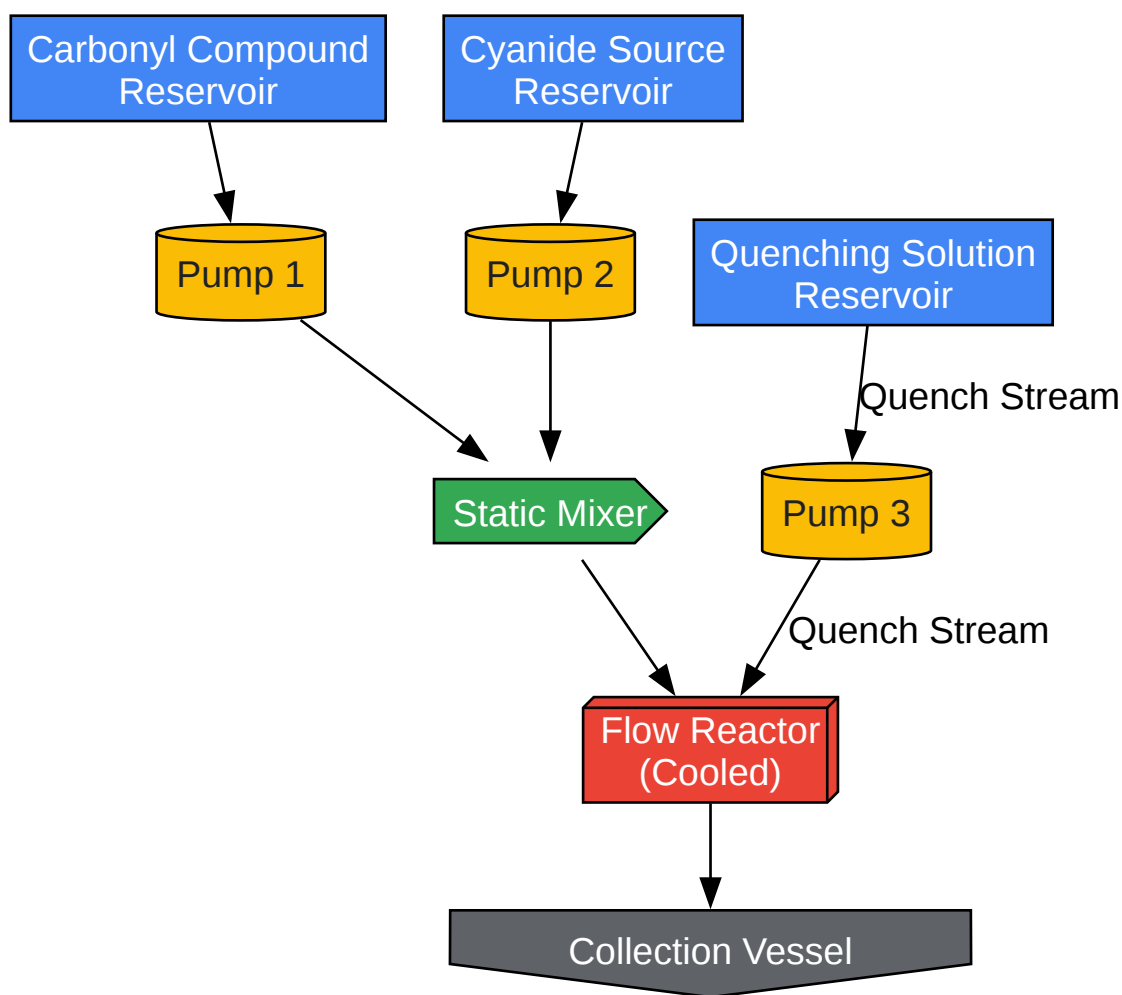 Carbonyl Compound
Reservoir
Cyanide Source
Reservoir
Pump 1
Pump 2
Quenching Solution
Reservoir
Quench Stream
Static Mixer
Pump 3
Quench Stream
Flow Reactor
(Cooled)
Collection Vessel